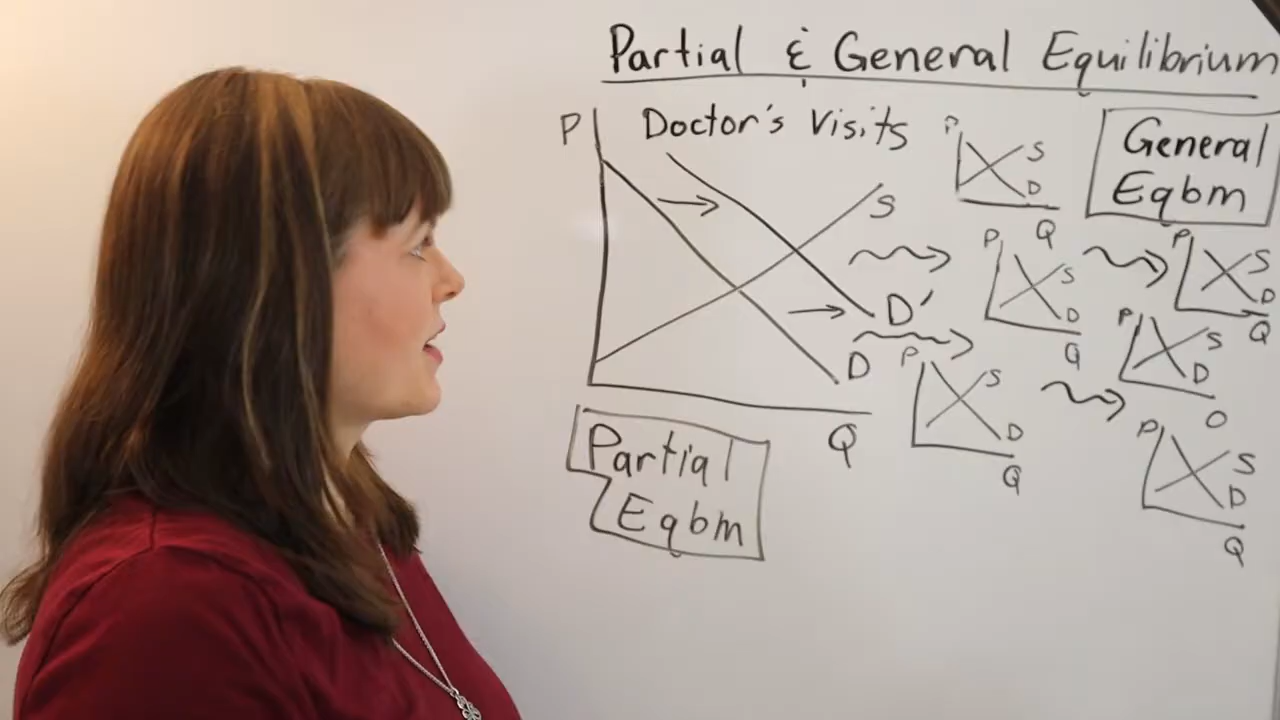 Partial & General Equilibrium
P
Doctor's Visits
S
D'
D
Q
Partial
Eqbm
General
Eqbm
P
S
D
Q
P
S
D
Q
P
S
D
Q
P
S
D
Q
P
S
D
Q
P
S
D
Q